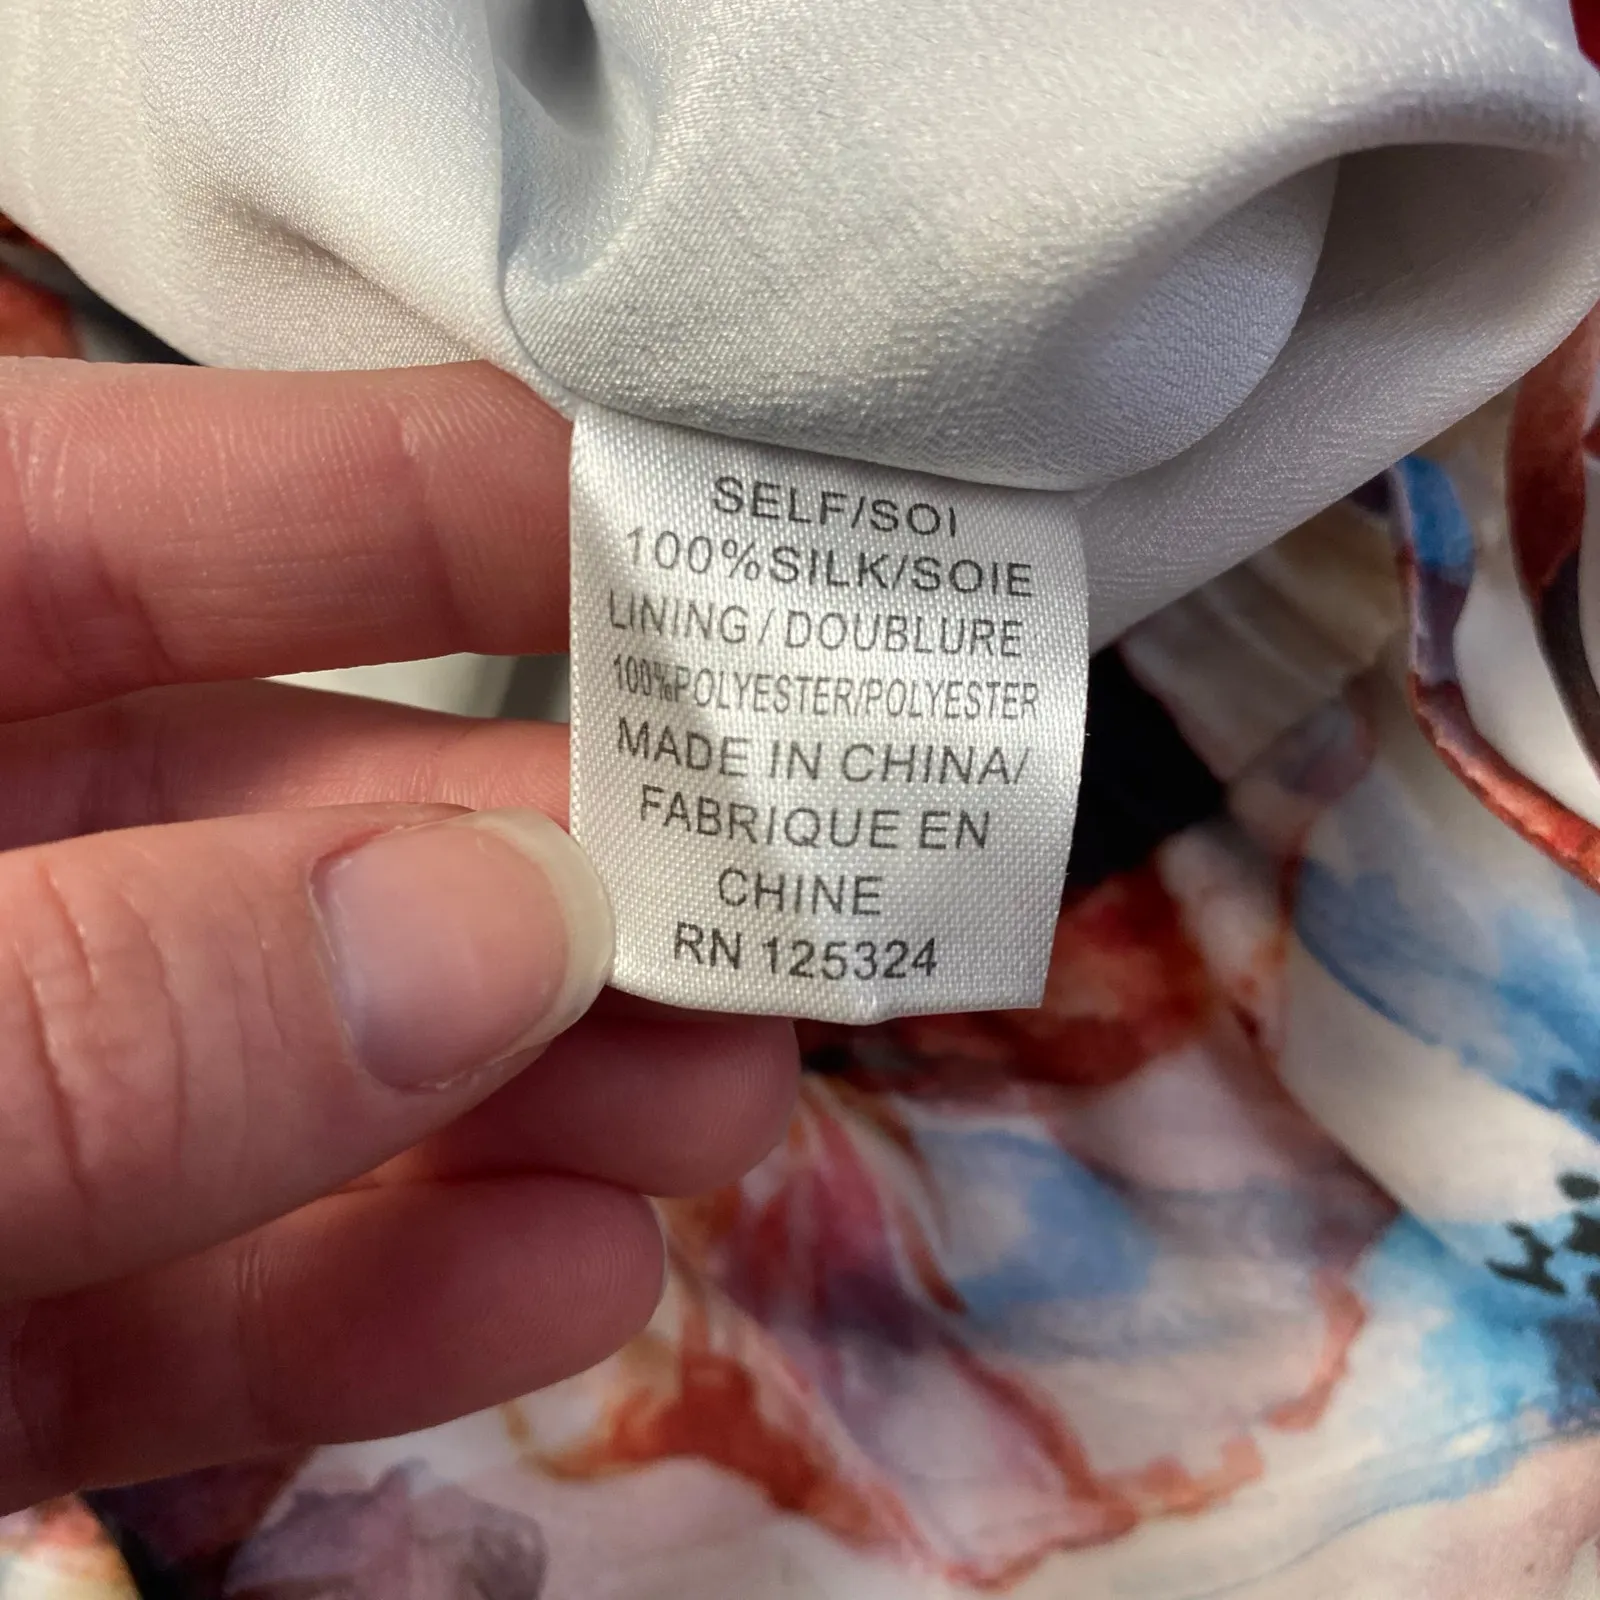 SELF/SOI
100%SILK/SOIE
LINING / DOUBLURE
100%POLYESTER/POLYESTER
MADE IN CHINA/
FABRIQUE EN
CHINE
RN 125324